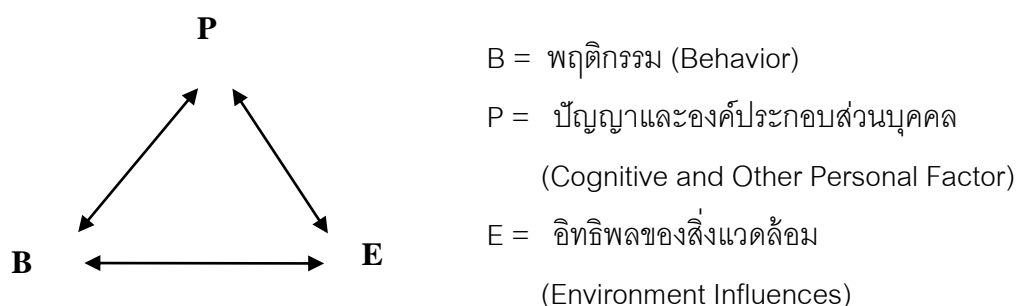 P
B = พฤติกรรม (Behavior)
P = ปัญญาและองค์ประกอบส่วนบุคคล
(Cognitive and Other Personal Factor)
E = อิทธิพลของสิ่งแวดล้อม
B E
(Environment Influences)